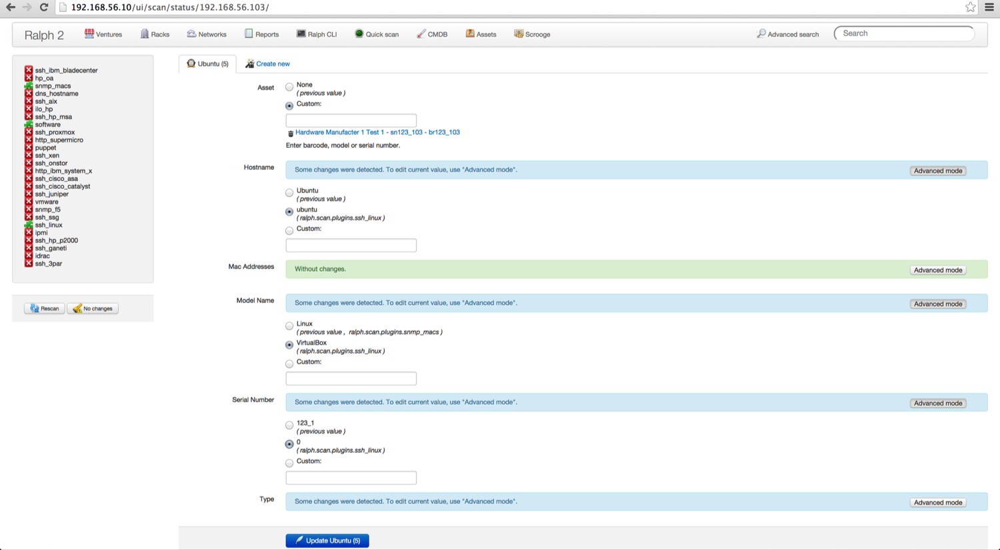 192.168.56.10/ui/scan/status/192.168.56.103/
Ralph 2 Ventures Racks Networks Reports Ralph CLI Quick scan CMDB Assets Scrooge Advanced search Search
ssh_ibm_bladecenter
hp_oa
snmp_macs
dns_hostname
ssh_aix
ilo_hp
ssh_hp_msa
software
ssh_proxmox
http_supermicro
puppet
ssh_xen
ssh_onstor
http_ibm_system_x
ssh_cisco_asa
ssh_cisco_catalyst
ssh_juniper
vmware
snmp_f5
ssh_ssg
ssh_linux
ipmi
ssh_hp_p2000
ssh_ganeti
idrac
ssh_3par
Rescan No changes
Ubuntu (5) Create new
Asset None
( previous value )
Custom:
Hardware Manufacter 1 Test 1 - sn123_103 - br123_103
Enter barcode, model or serial number.
Hostname Some changes were detected. To edit current value, use "Advanced mode". Advanced mode
Ubuntu
( previous value )
ubuntu
( ralph.scan.plugins.ssh_linux )
Custom:
Mac Addresses Without changes. Advanced mode
Model Name Some changes were detected. To edit current value, use "Advanced mode". Advanced mode
Linux
( previous value , ralph.scan.plugins.snmp_macs )
VirtualBox
( ralph.scan.plugins.ssh_linux )
Custom:
Serial Number Some changes were detected. To edit current value, use "Advanced mode". Advanced mode
123_1
( previous value )
0
( ralph.scan.plugins.ssh_linux )
Custom:
Type Some changes were detected. To edit current value, use "Advanced mode". Advanced mode
Update Ubuntu (5)